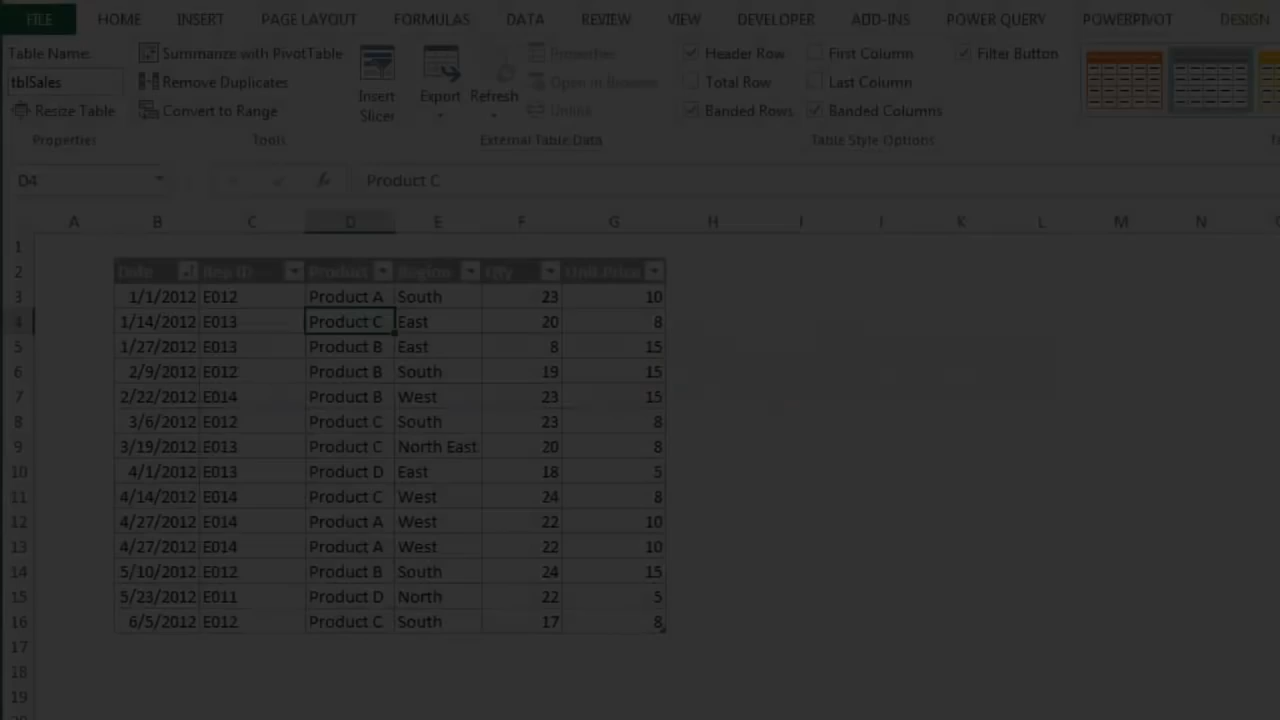 FILE HOME INSERT PAGE LAYOUT FORMULAS DATA REVIEW VIEW DEVELOPER ADD-INS POWER QUERY POWERPIVOT DESIGN
Table Name: Summarize with PivotTable Properties Header Row First Column Filter Button
tblSales Remove Duplicates Insert Slicer Export Refresh Open in Browser Total Row Last Column
Resize Table Convert to Range Unlink Banded Rows Banded Columns
Properties Tools External Table Data Table Style Options
D4 fx Product C
A B C D E F G H I J K L M N
1
2 Date Rep ID Product Region Qty Unit Price
3 1/1/2012 E012 Product A South 23 10
4 1/14/2012 E013 Product C East 20 8
5 1/27/2012 E013 Product B East 8 15
6 2/9/2012 E012 Product B South 19 15
7 2/22/2012 E014 Product B West 23 15
8 3/6/2012 E012 Product C South 23 8
9 3/19/2012 E013 Product C North East 20 8
10 4/1/2012 E013 Product D East 18 5
11 4/14/2012 E014 Product C West 24 8
12 4/27/2012 E014 Product A West 22 10
13 4/27/2012 E014 Product A West 22 10
14 5/10/2012 E012 Product B South 24 15
15 5/23/2012 E011 Product D North 22 5
16 6/5/2012 E012 Product C South 17 8
17
18
19